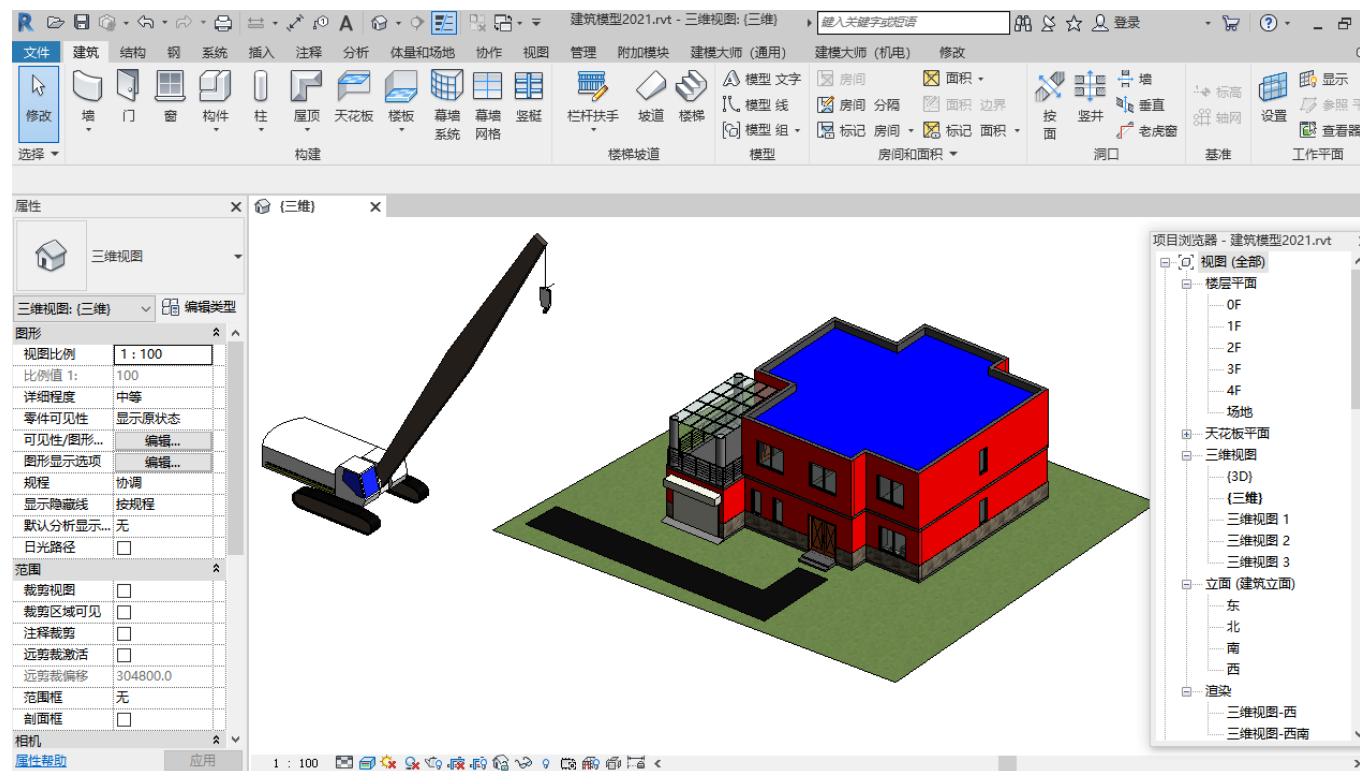 建筑模型2021.rvt - 三维视图: {三维}
键入关键字或短语
登录
文件 建筑 结构 钢 系统 插入 注释 分析 体量和场地 协作 视图 管理 附加模块 建模大师（通用） 建模大师（机电） 修改
修改
墙
门
窗
构件
柱
屋顶
天花板
楼板
幕墙
系统
幕墙
网格
竖梃
栏杆扶手
坡道
楼梯
模型 文字
模型 线
模型 组
房间
房间 分隔
标记 房间
面积
面积 边界
标记 面积
按
面
竖井
墙
垂直
老虎窗
标高
轴网
设置
显示
参照
查看器
选择
构建
楼梯坡道
模型
房间和面积
洞口
基准
工作平面
属性
三维视图
三维视图: {三维}
编辑类型
图形
视图比例 1 : 100
比例值 1: 100
详细程度 中等
零件可见性 显示原状态
可见性/图形... 编辑...
图形显示选项 编辑...
规程 协调
显示隐藏线 按规程
默认分析显示... 无
日光路径
范围
裁剪视图
裁剪区域可见
注释裁剪
远剪裁激活
远剪裁偏移 304800.0
范围框 无
剖面框
相机
属性帮助
应用
{三维}
1 : 100
项目浏览器 - 建筑模型2021.rvt
视图 (全部)
楼层平面
0F
1F
2F
3F
4F
场地
天花板平面
三维视图
{3D}
{三维}
三维视图 1
三维视图 2
三维视图 3
立面 (建筑立面)
东
北
南
西
渲染
三维视图-西
三维视图-西南